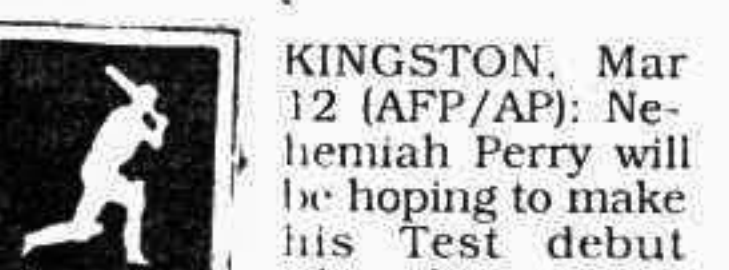 KINGSTON, Mar
12 (AFP/AP): Ne-
hemiah Perry will
be hoping to make
his Test debut